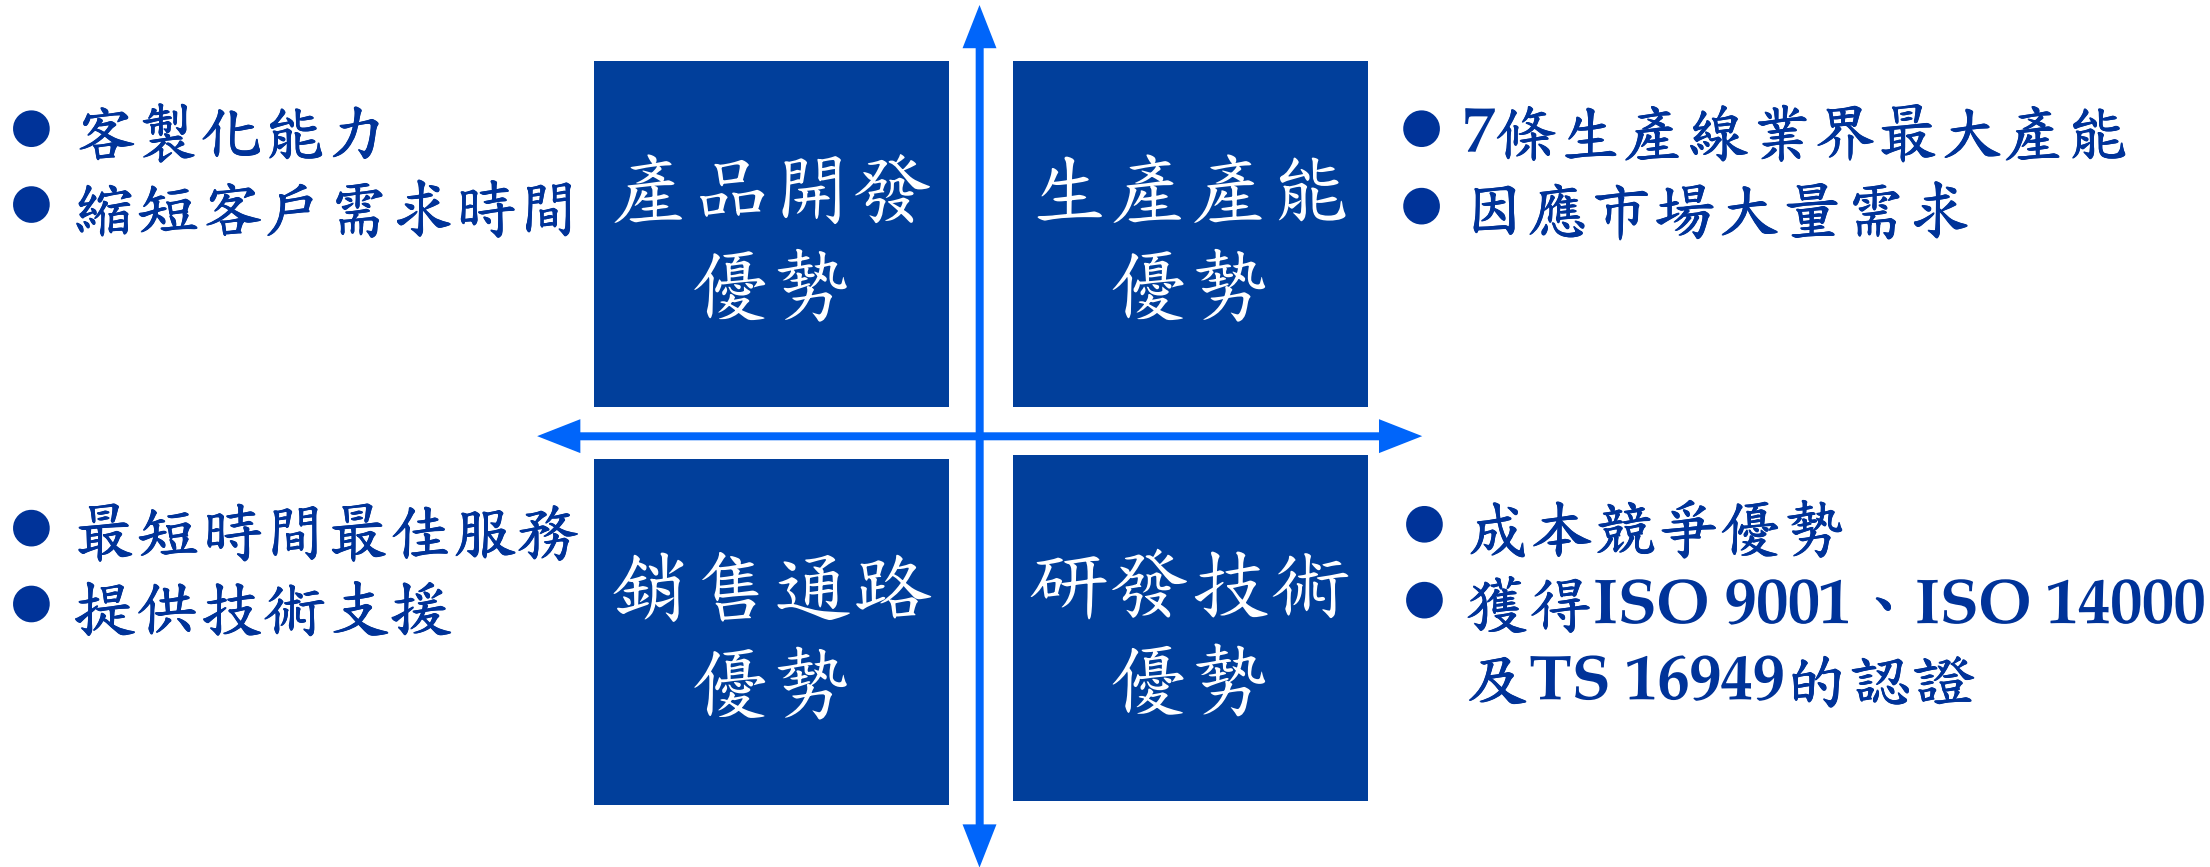 ● 客製化能力
● 縮短客戶需求時間
產品開發
優勢
生產產能
優勢
● 7條生產線業界最大產能
● 因應市場大量需求
● 最短時間最佳服務
● 提供技術支援
銷售通路
優勢
研發技術
優勢
● 成本競爭優勢
● 獲得ISO 9001、ISO 14000
及TS 16949的認證